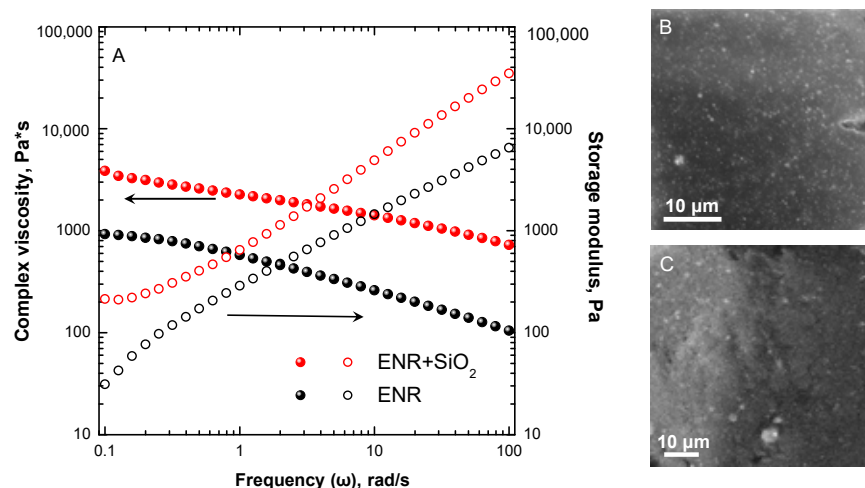 A
100,000
10,000
1000
100
10
Complex viscosity, Pa*s
100,000
10,000
1000
100
10
Storage modulus, Pa
ENR+SiO₂
ENR
0.1
1
10
100
Frequency (ω), rad/s
B
10 µm
C
10 µm